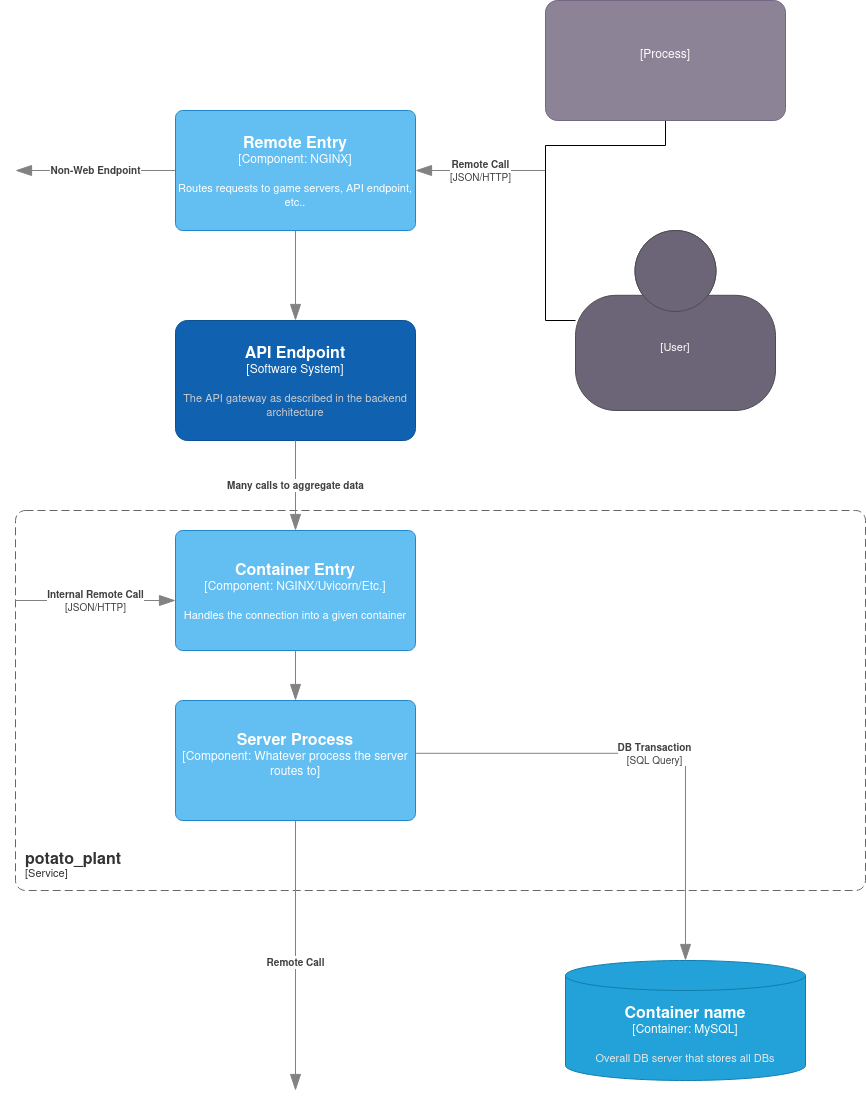 [Process]
Remote Entry
[Component: NGINX]
Routes requests to game servers, API endpoint,
etc..
Non-Web Endpoint
Remote Call
[JSON/HTTP]
[User]
API Endpoint
[Software System]
The API gateway as described in the backend
architecture
Many calls to aggregate data
Container Entry
[Component: NGINX/Uvicorn/Etc.]
Handles the connection into a given container
Internal Remote Call
[JSON/HTTP]
Server Process
[Component: Whatever process the server
routes to]
DB Transaction
[SQL Query]
potato_plant
[Service]
Remote Call
Container name
[Container: MySQL]
Overall DB server that stores all DBs